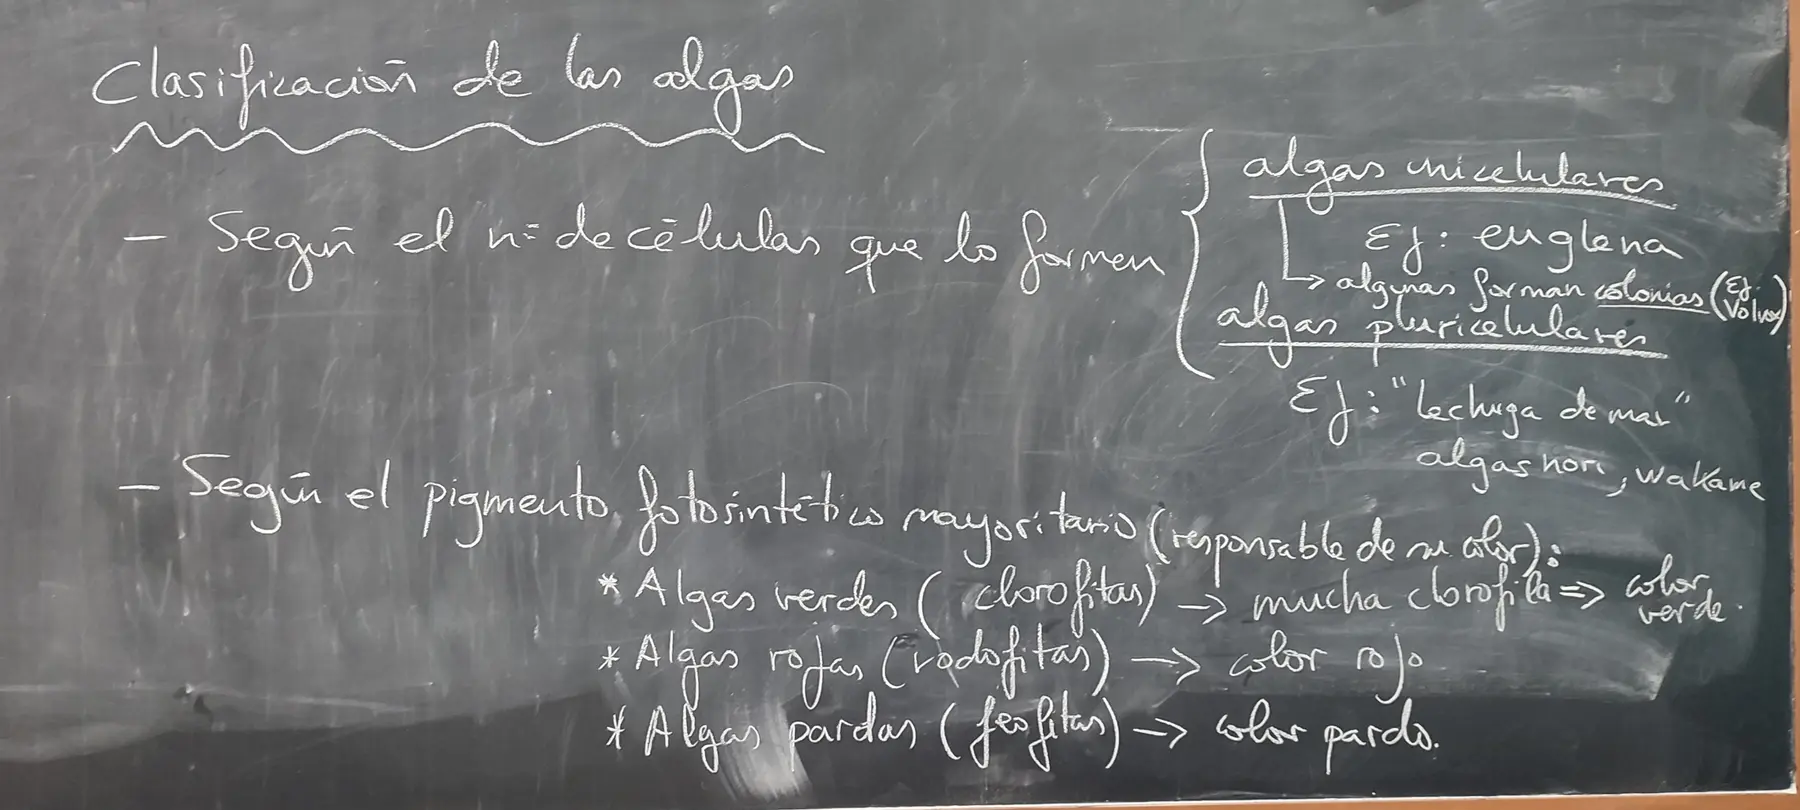 Clasificación de las algas
- Según el nº de células que lo formen
algas unicelulares
Ej: euglena
→ algunas forman colonias (Ej: Volvox)
algas pluricelulares
Ej: "lechuga de mar"
algas nori, wakame
- Según el pigmento fotosintético mayoritario (responsable de su color):
* Algas verdes (clorofitas) → mucha clorofila ⇒ color verde.
* Algas rojas (rodofitas) → color rojo
* Algas pardas (feofitas) → color pardo.